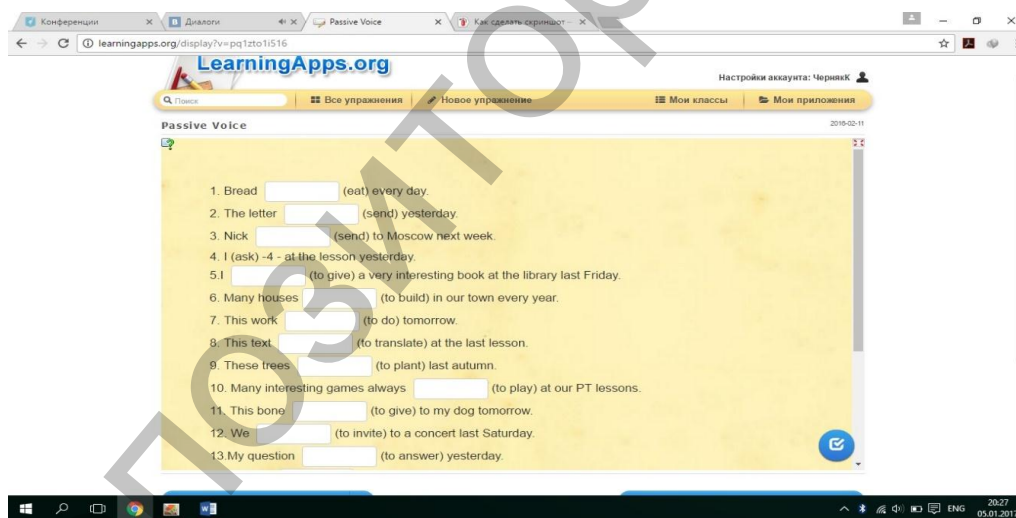 Конференции
Диалоги
Passive Voice
Как сделать скриншот –
learningapps.org/display?v=pq1zto1i516
LearningApps.org
Настройки аккаунта: ЧернякК
Поиск
Все упражнения
Новое упражнение
Мои классы
Мои приложения
Passive Voice
2016-02-11
1. Bread (eat) every day.
2. The letter (send) yesterday.
3. Nick (send) to Moscow next week.
4. I (ask) -4 - at the lesson yesterday.
5.I (to give) a very interesting book at the library last Friday.
6. Many houses (to build) in our town every year.
7. This work (to do) tomorrow.
8. This text (to translate) at the last lesson.
9. These trees (to plant) last autumn.
10. Many interesting games always (to play) at our PT lessons.
11. This bone (to give) to my dog tomorrow.
12. We (to invite) to a concert last Saturday.
13.My question (to answer) yesterday.
ENG
20:27
05.01.2017